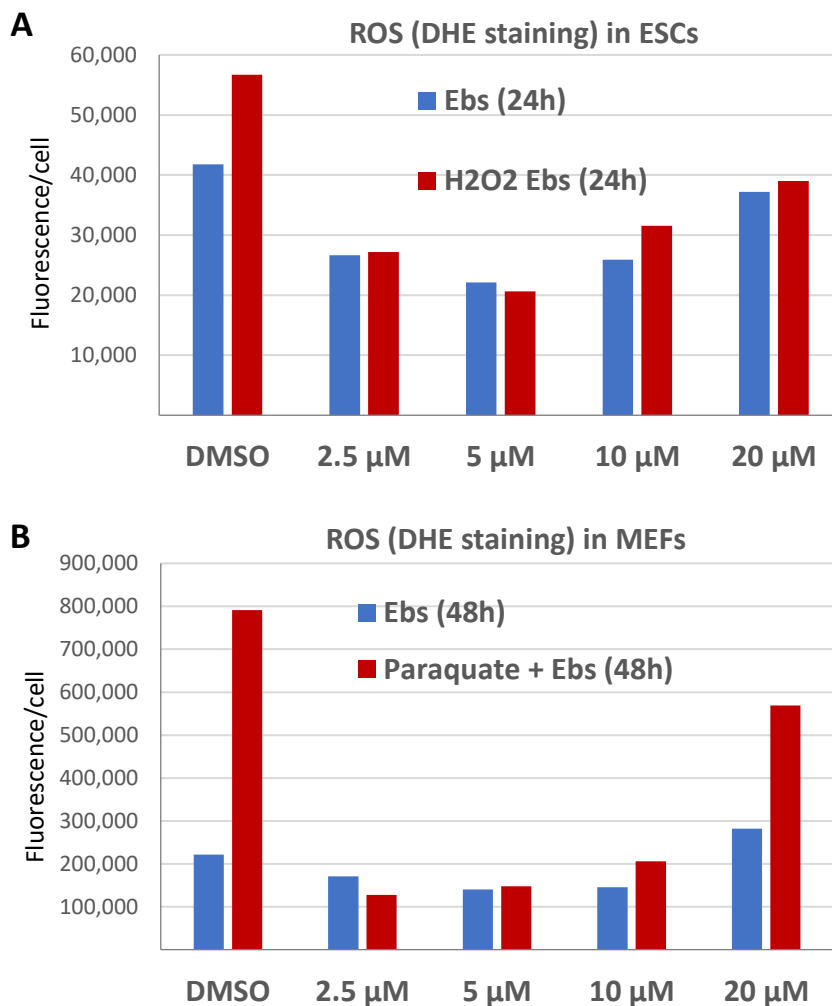 A
ROS (DHE staining) in ESCs
Fluorescence/cell
60,000
50,000
40,000
30,000
20,000
10,000
Ebs (24h)
H2O2 Ebs (24h)
DMSO 2.5 µM 5 µM 10 µM 20 µM
B
ROS (DHE staining) in MEFs
Fluorescence/cell
900,000
800,000
700,000
600,000
500,000
400,000
300,000
200,000
100,000
Ebs (48h)
Paraquate + Ebs (48h)
DMSO 2.5 µM 5 µM 10 µM 20 µM